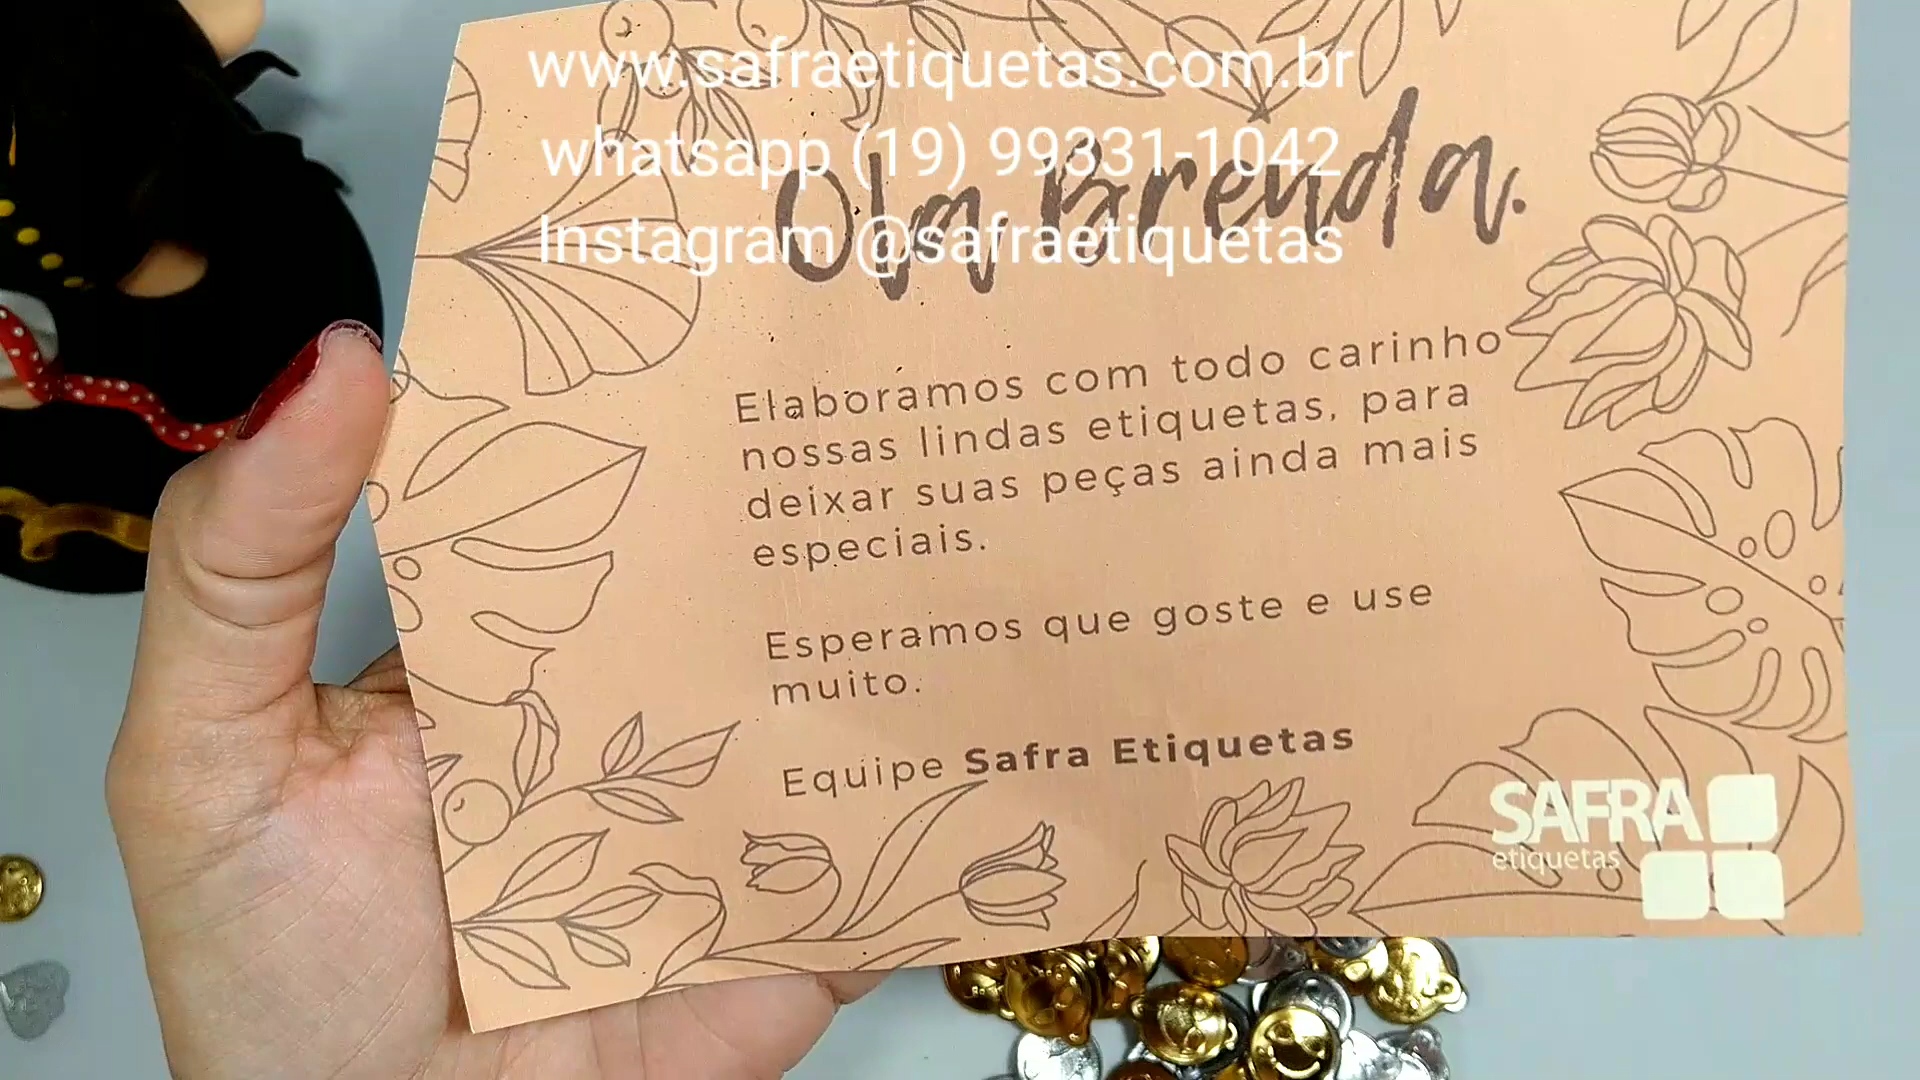 www.safraetiquetas.com.br
whatsapp (19) 99331-1042
Instagram @safraetiquetas
Olá Brenda.
Elaboramos com todo carinho
nossas lindas etiquetas, para
deixar suas peças ainda mais
especiais.
Esperamos que goste e use
muito.
Equipe Safra Etiquetas
SAFRA
etiquetas